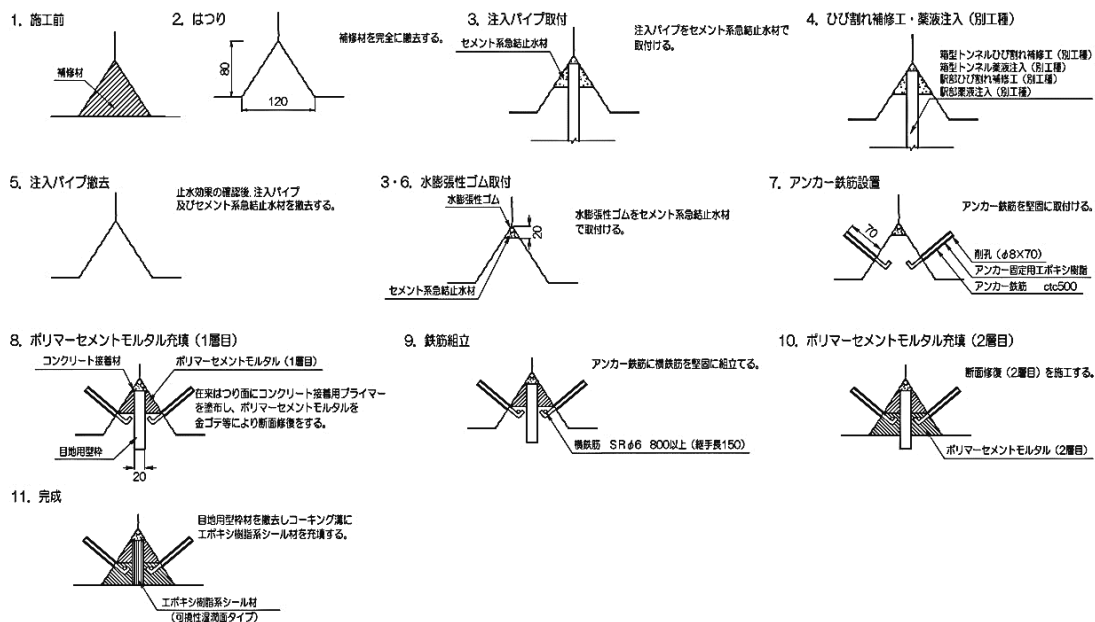 1. 施工前
補修材
2. はつり
補修材を完全に撤去する。
80
120
3. 注入パイプ取付
セメント系急結止水材
注入パイプをセメント系急結止水材で
取付ける。
4. ひび割れ補修工・薬液注入（別工種）
箱型トンネルひび割れ補修工（別工種）
箱型トンネル薬液注入（別工種）
駅部ひび割れ補修工（別工種）
駅部薬液注入（別工種）
5. 注入パイプ撤去
止水効果の確認後、注入パイプ
及びセメント系急結止水材を撤去する。
3・6. 水膨張性ゴム取付
水膨張性ゴム
20
水膨張性ゴムをセメント系急結止水材
で取付ける。
セメント系急結止水材
7. アンカー鉄筋設置
アンカー鉄筋を堅固に取付ける。
70
削孔（φ8×70）
アンカー固定用エポキシ樹脂
アンカー鉄筋 ctc500
8. ポリマーセメントモルタル充填（1層目）
コンクリート接着材
ポリマーセメントモルタル（1層目）
在来はつり面にコンクリート接着用プライマー
を塗布し、ポリマーセメントモルタルを
金ゴテ等により断面修復をする。
目地用型枠
20
9. 鉄筋組立
アンカー鉄筋に横鉄筋を堅固に組立てる。
横鉄筋 SRφ6 800以上（継手長150）
10. ポリマーセメントモルタル充填（2層目）
断面修復（2層目）を施工する。
ポリマーセメントモルタル（2層目）
11. 完成
目地用型枠材を撤去しコーキング溝に
エポキシ樹脂系シール材を充填する。
エポキシ樹脂系シール材
（可撓性湿潤面タイプ）